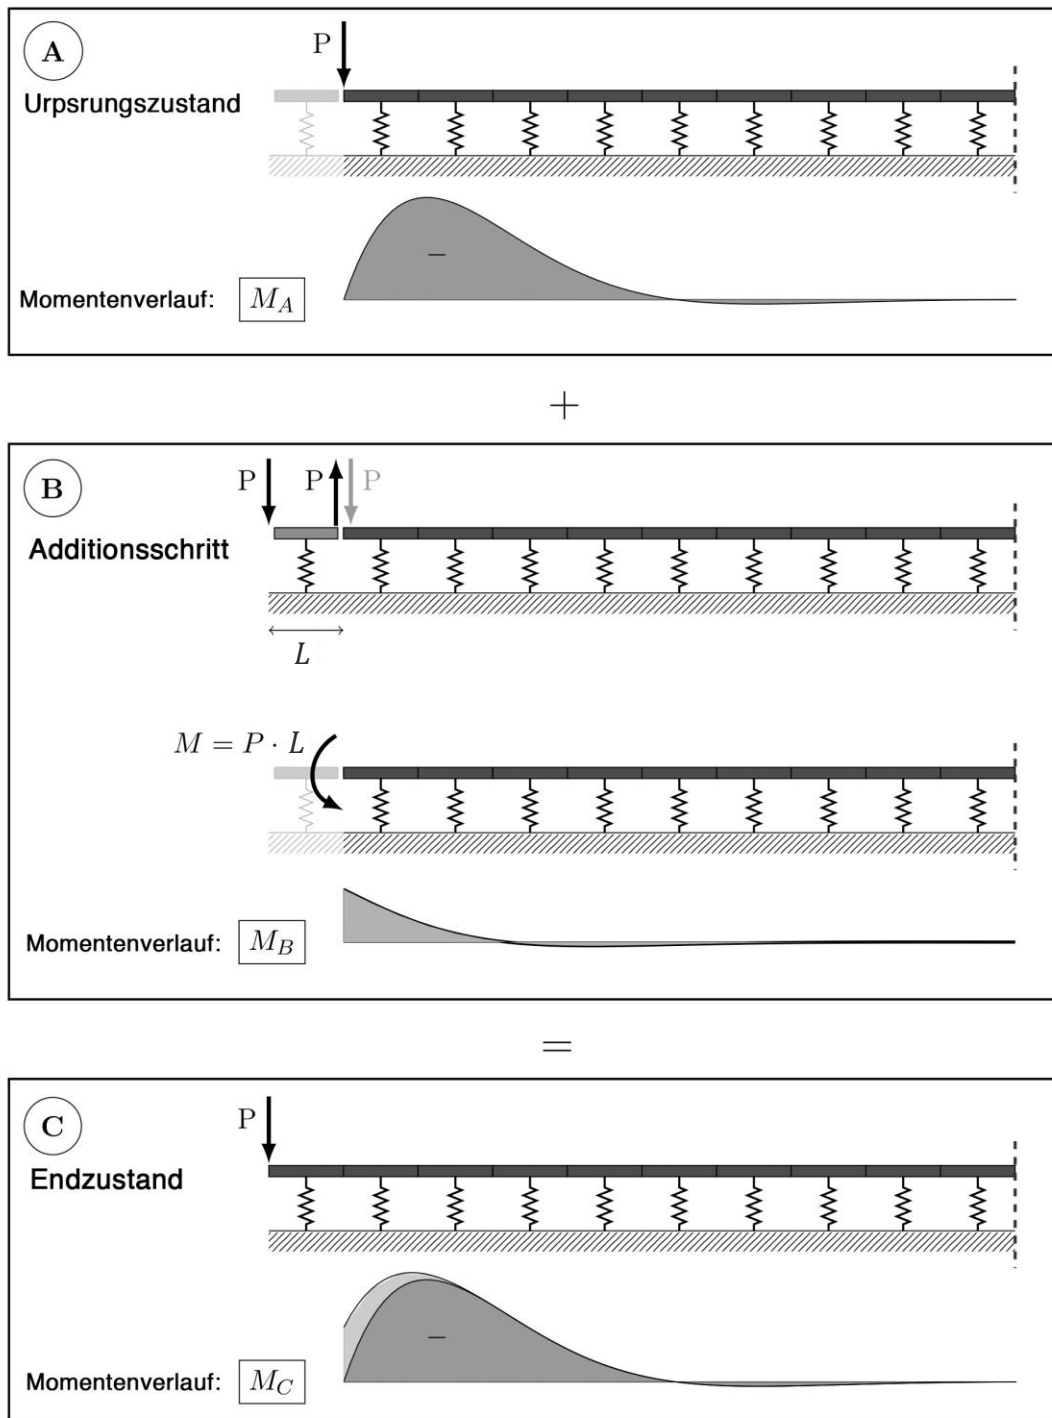 A
P
Urpsrungszustand
–
Momentenverlauf: M_A
+
B
P P P
Additionsschritt
L
M = P · L
Momentenverlauf: M_B
=
C
P
Endzustand
–
Momentenverlauf: M_C